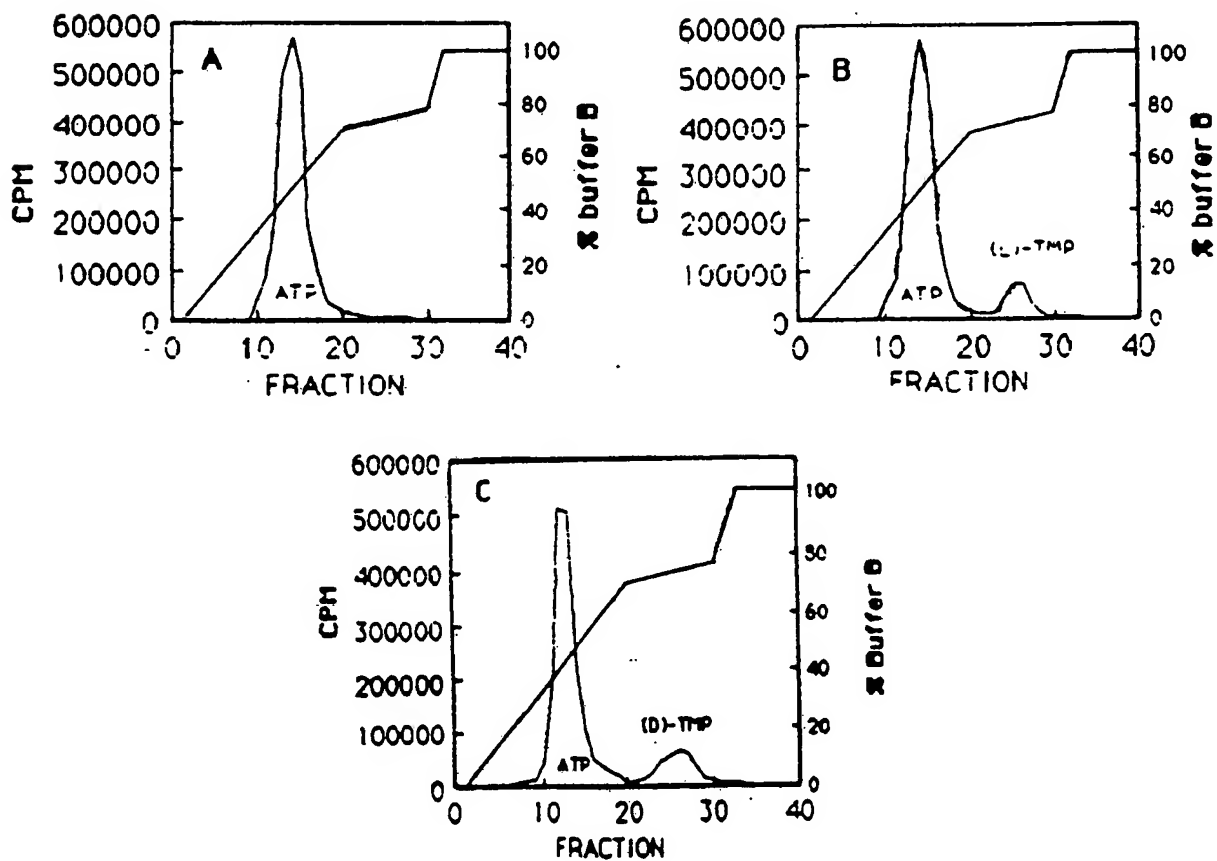 A
CPM
600000
500000
400000
300000
200000
100000
0
ATP
0 10 20 30 40
FRACTION
100
80
60
40
20
0
% buffer B
B
CPM
600000
500000
400000
300000
200000
100000
0
ATP
(L)-TMP
0 10 20 30 40
FRACTION
100
80
60
40
20
0
% buffer B
C
CPM
600000
500000
400000
300000
200000
100000
0
ATP
(D)-TMP
0 10 20 30 40
FRACTION
100
80
60
40
20
0
% Buffer B